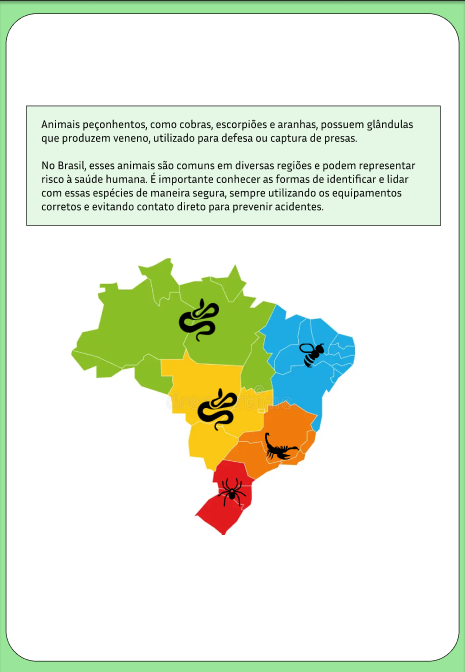 Animais peçonhentos, como cobras, escorpiões e aranhas, possuem glândulas
que produzem veneno, utilizado para defesa ou captura de presas.
No Brasil, esses animais são comuns em diversas regiões e podem representar
risco à saúde humana. É importante conhecer as formas de identificar e lidar
com essas espécies de maneira segura, sempre utilizando os equipamentos
corretos e evitando contato direto para prevenir acidentes.